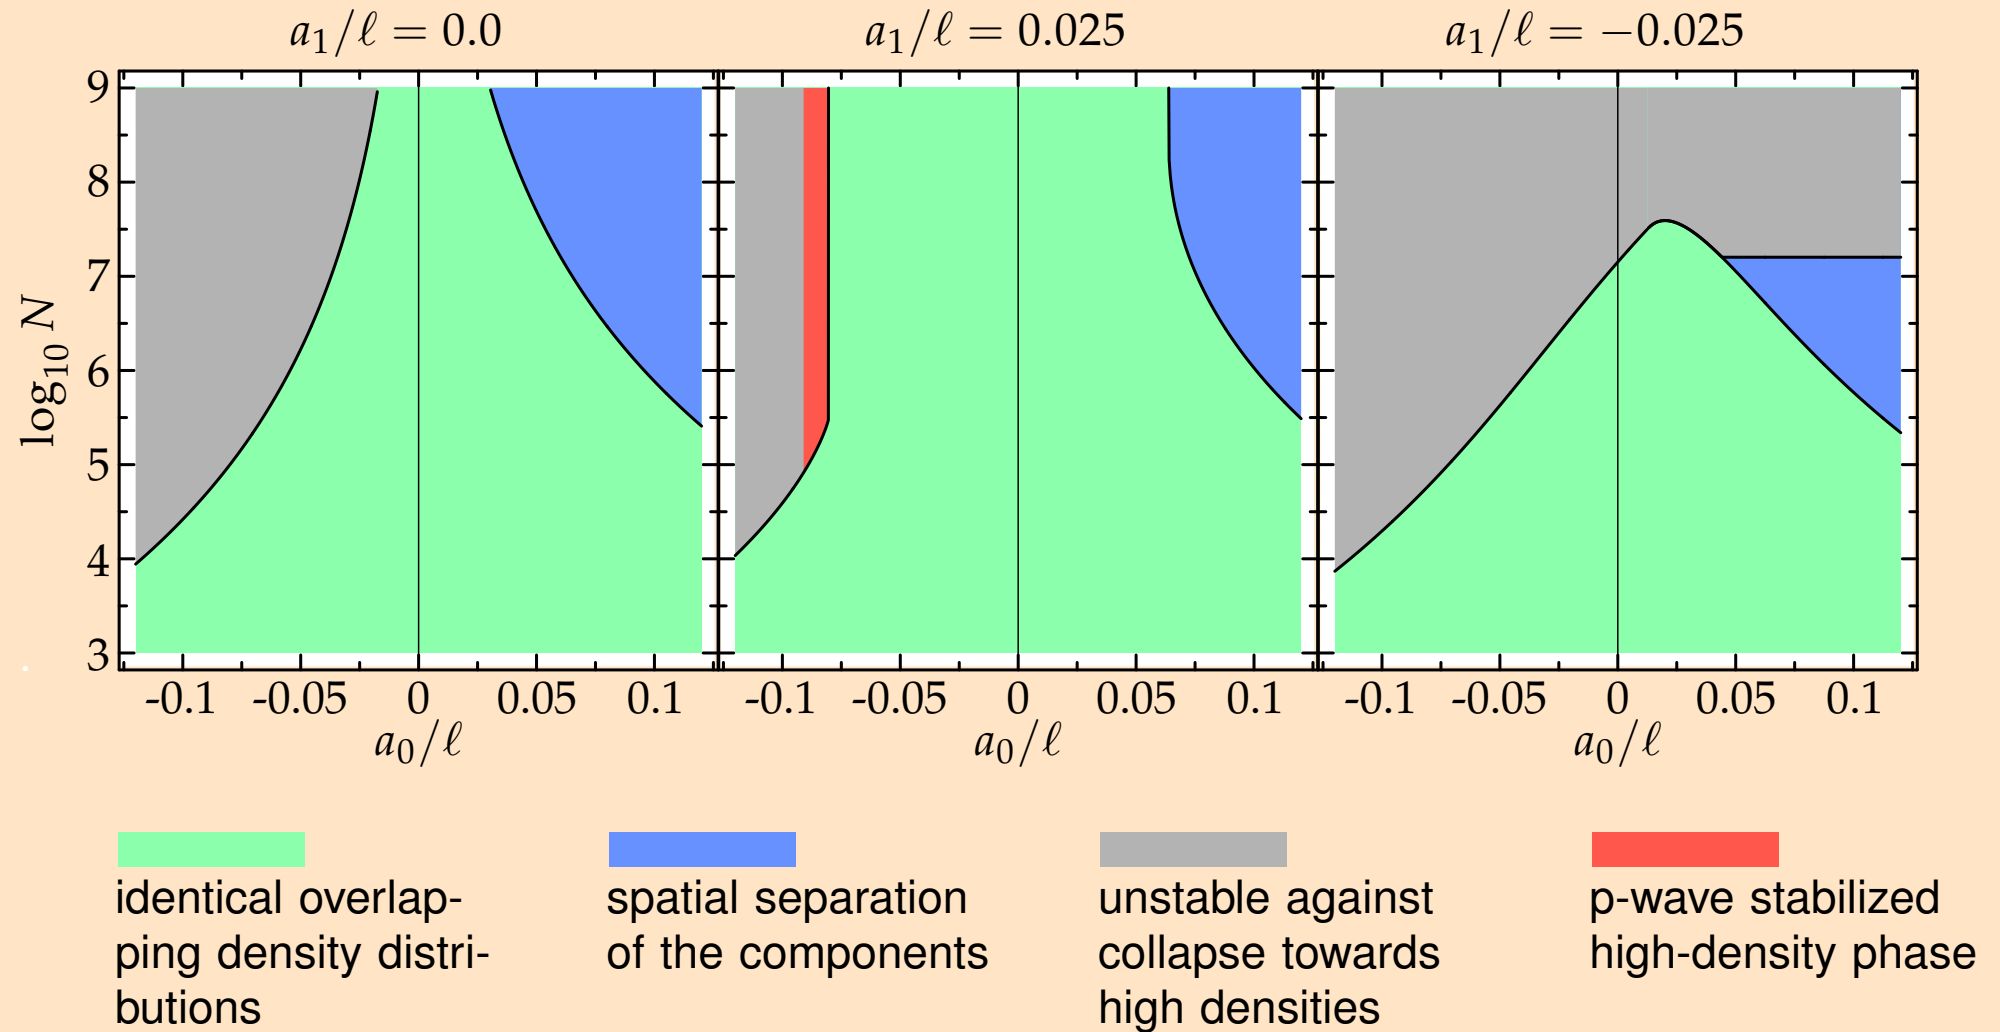 a₁/ℓ = 0.0
a₁/ℓ = 0.025
a₁/ℓ = −0.025
log₁₀ N
9
8
7
6
5
4
3
-0.1 -0.05 0 0.05 0.1
-0.1 -0.05 0 0.05 0.1
-0.1 -0.05 0 0.05 0.1
a₀/ℓ
a₀/ℓ
a₀/ℓ
identical overlap-
ping density distri-
butions
spatial separation
of the components
unstable against
collapse towards
high densities
p-wave stabilized
high-density phase